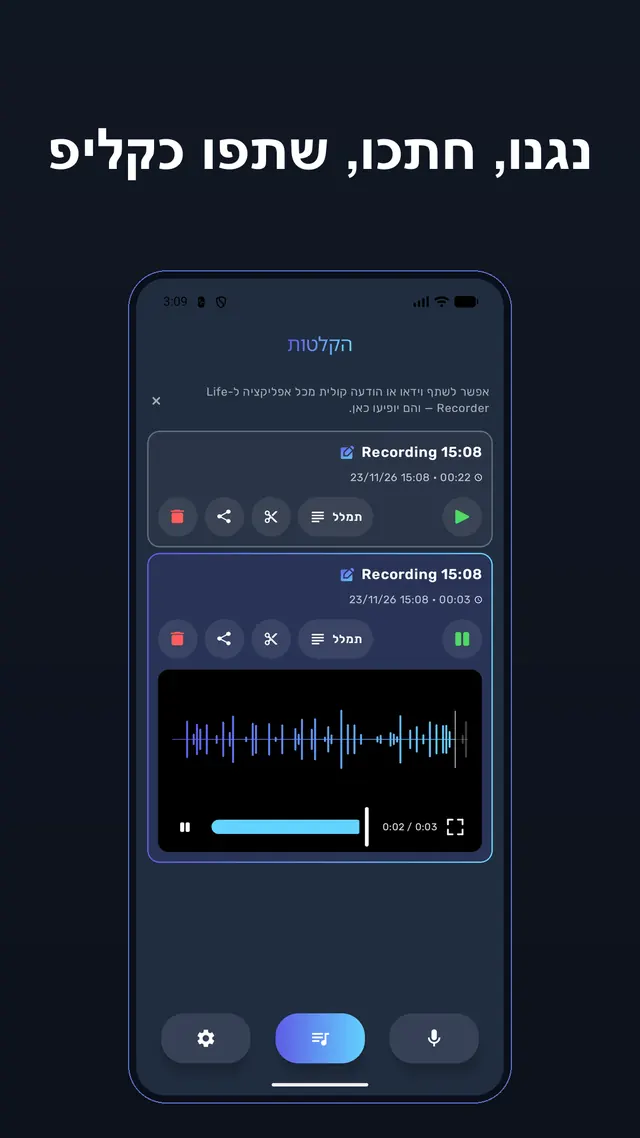 נגנו, חתכו, שתפו כקליפ
3:09
הקלטות
אפשר לשתף וידאו או הודעה קולית מכל אפליקציה ל-Life
Recorder – והם יופיעו כאן.
Recording 15:08
23/11/26 15:08 • 00:22
תמלל
Recording 15:08
23/11/26 15:08 • 00:03
תמלל
0:02 / 0:03